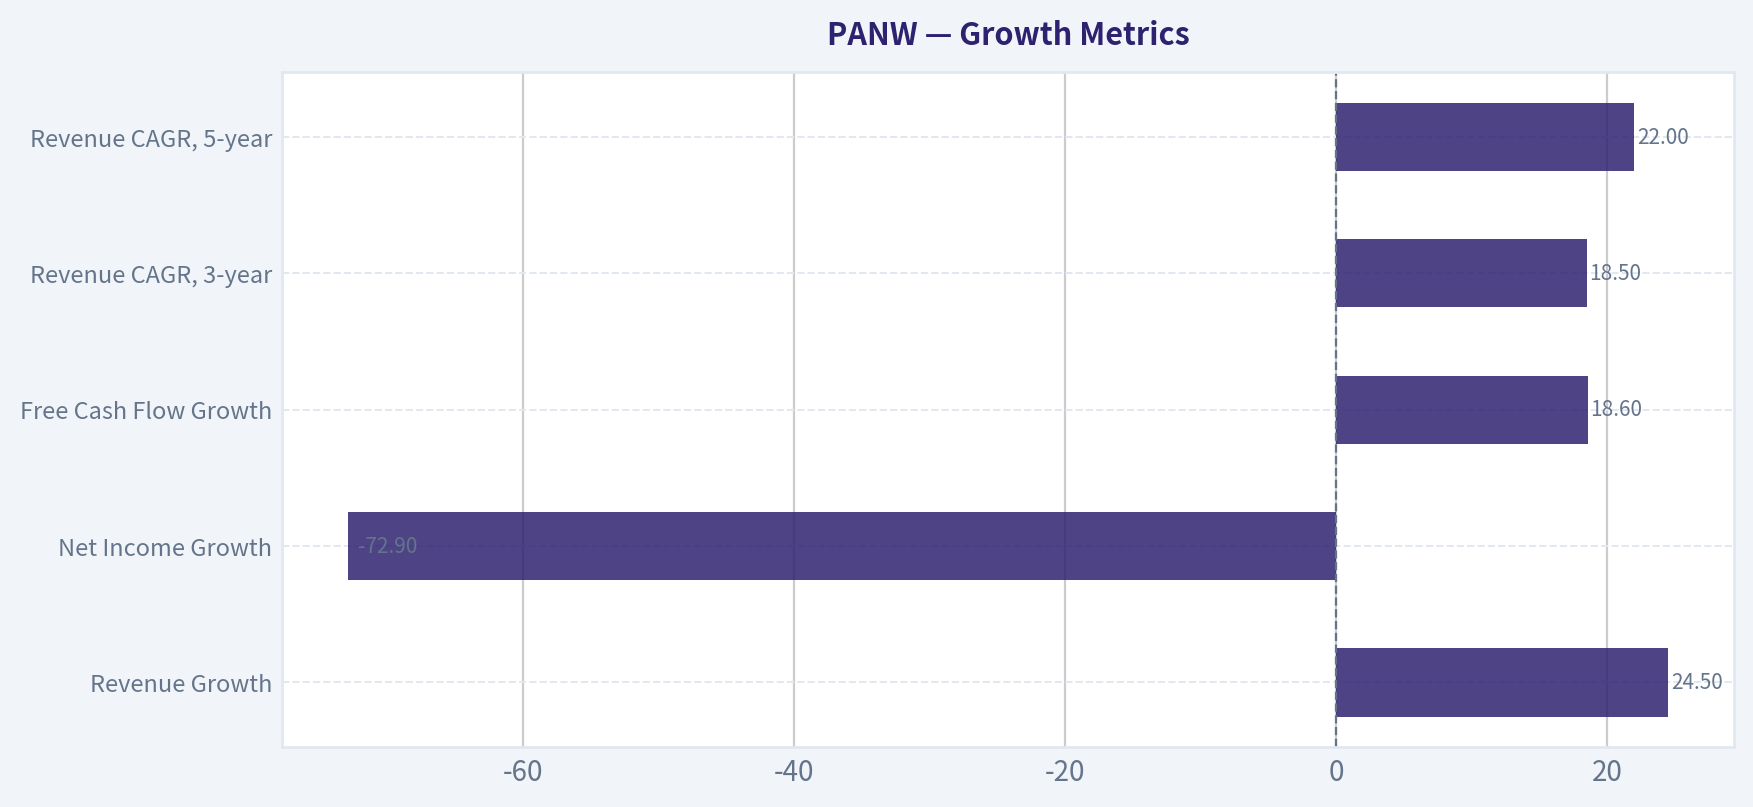 PANW — Growth Metrics
Revenue CAGR, 5-year
22.00
Revenue CAGR, 3-year
18.50
Free Cash Flow Growth
18.60
Net Income Growth
-72.90
Revenue Growth
24.50
-60
-40
-20
0
20